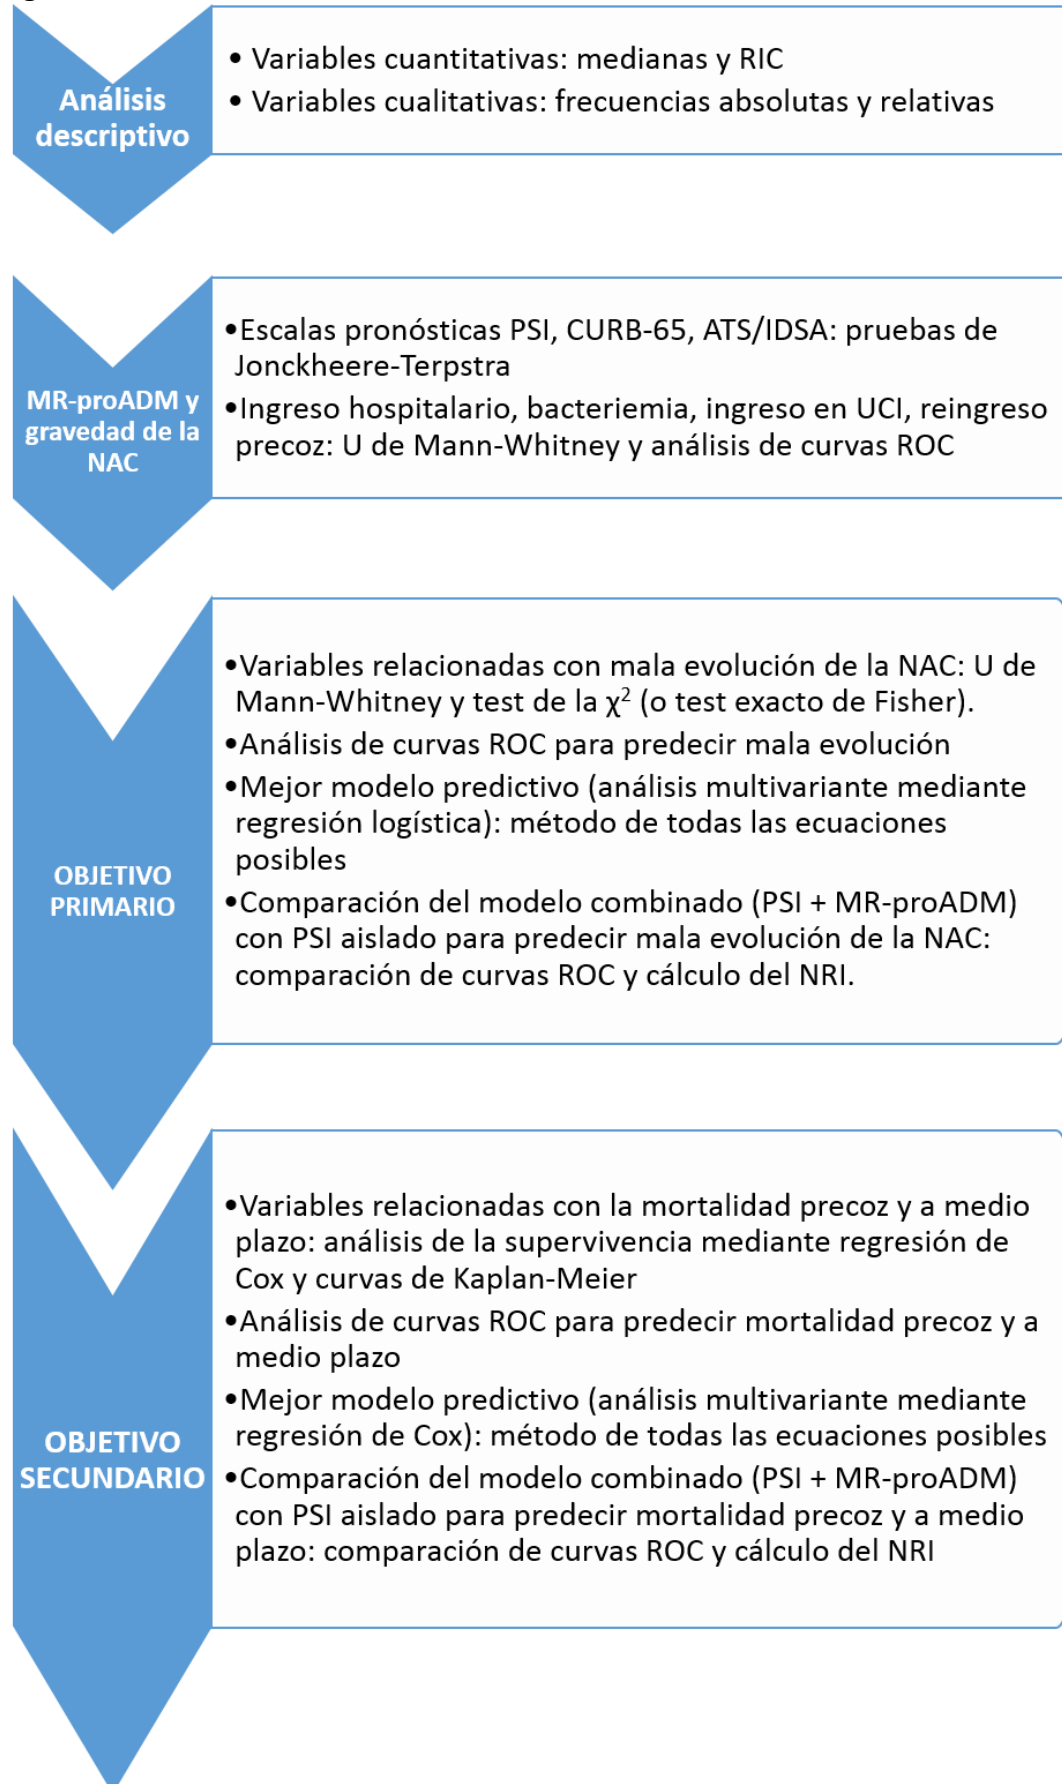 Análisis
descriptivo
• Variables cuantitativas: medianas y RIC
• Variables cualitativas: frecuencias absolutas y relativas
MR-proADM y
gravedad de la
NAC
•Escalas pronósticas PSI, CURB-65, ATS/IDSA: pruebas de
Jonckheere-Terpstra
•Ingreso hospitalario, bacteriemia, ingreso en UCI, reingreso
precoz: U de Mann-Whitney y análisis de curvas ROC
OBJETIVO
PRIMARIO
•Variables relacionadas con mala evolución de la NAC: U de
Mann-Whitney y test de la χ² (o test exacto de Fisher).
•Análisis de curvas ROC para predecir mala evolución
•Mejor modelo predictivo (análisis multivariante mediante
regresión logística): método de todas las ecuaciones
posibles
•Comparación del modelo combinado (PSI + MR-proADM)
con PSI aislado para predecir mala evolución de la NAC:
comparación de curvas ROC y cálculo del NRI.
OBJETIVO
SECUNDARIO
•Variables relacionadas con la mortalidad precoz y a medio
plazo: análisis de la supervivencia mediante regresión de
Cox y curvas de Kaplan-Meier
•Análisis de curvas ROC para predecir mortalidad precoz y a
medio plazo
•Mejor modelo predictivo (análisis multivariante mediante
regresión de Cox): método de todas las ecuaciones posibles
•Comparación del modelo combinado (PSI + MR-proADM)
con PSI aislado para predecir mortalidad precoz y a medio
plazo: comparación de curvas ROC y cálculo del NRI